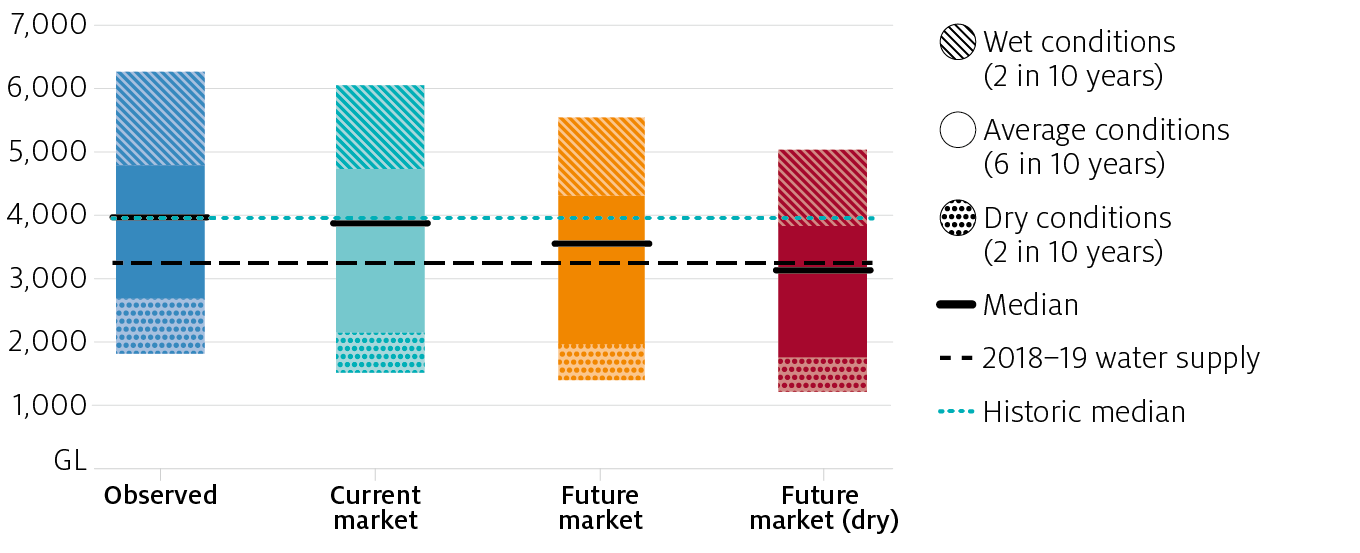 7,000
6,000
5,000
4,000
3,000
2,000
1,000
GL
Observed
Current
market
Future
market
Future
market (dry)
Wet conditions
(2 in 10 years)
Average conditions
(6 in 10 years)
Dry conditions
(2 in 10 years)
Median
2018–19 water supply
Historic median